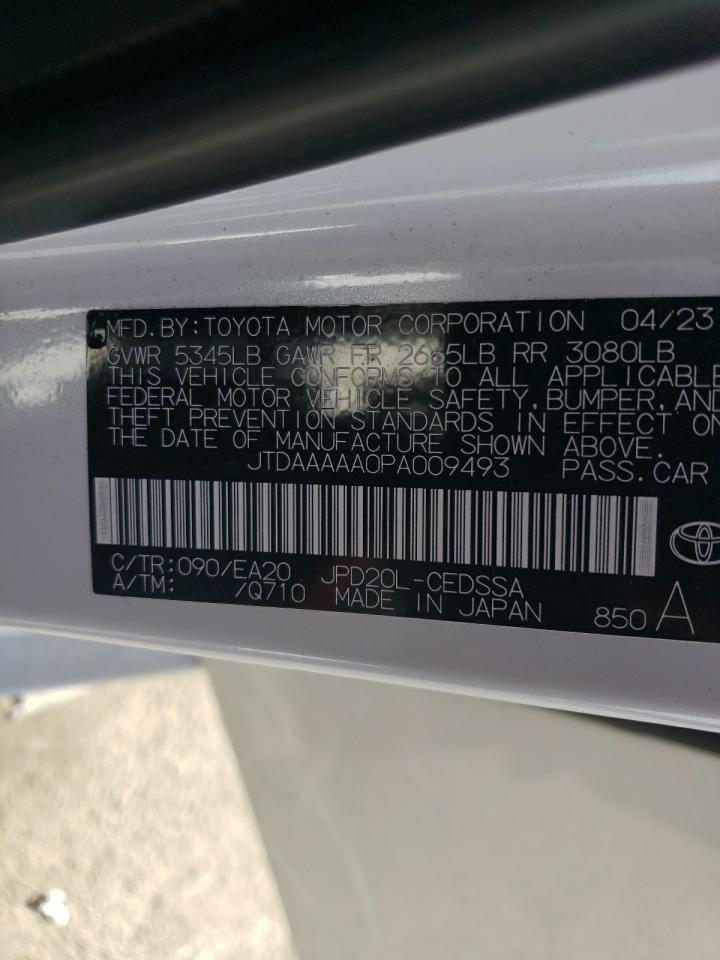 MFD.BY:TOYOTA MOTOR CORPORATION 04/23
GVWR 5345LB GAWR FR 2665LB RR 3080LB
THIS VEHICLE CONFORMS TO ALL APPLICABLE
FEDERAL MOTOR VEHICLE SAFETY,BUMPER,AND
THEFT PREVENTION STANDARDS IN EFFECT ON
THE DATE OF MANUFACTURE SHOWN ABOVE.
JTDAAAAA0PA009493 PASS.CAR
C/TR:090/EA20 JPD20L-CEDSSA
A/TM: /Q710 MADE IN JAPAN 850 A